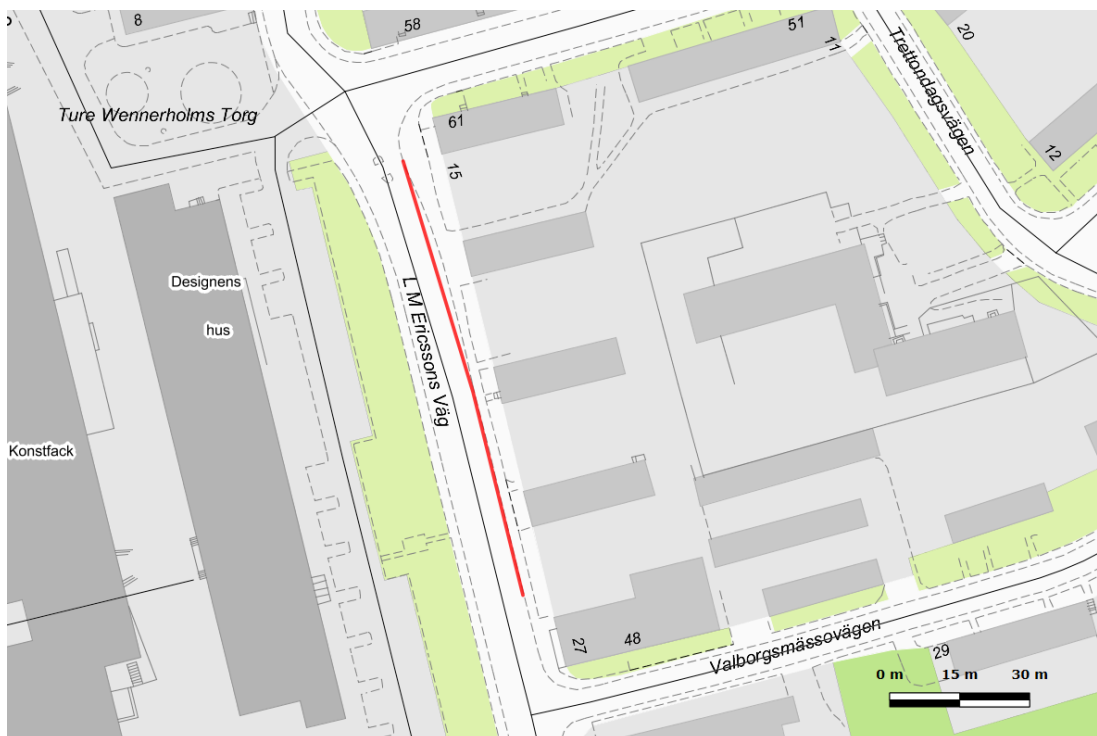 8
58
51
11
20
Trettondagsvägen
Ture Wennerholms Torg
61
15
12
Designens
hus
L M Ericssons Väg
Konstfack
27
48
Valborgsmässovägen
29
0 m 15 m 30 m